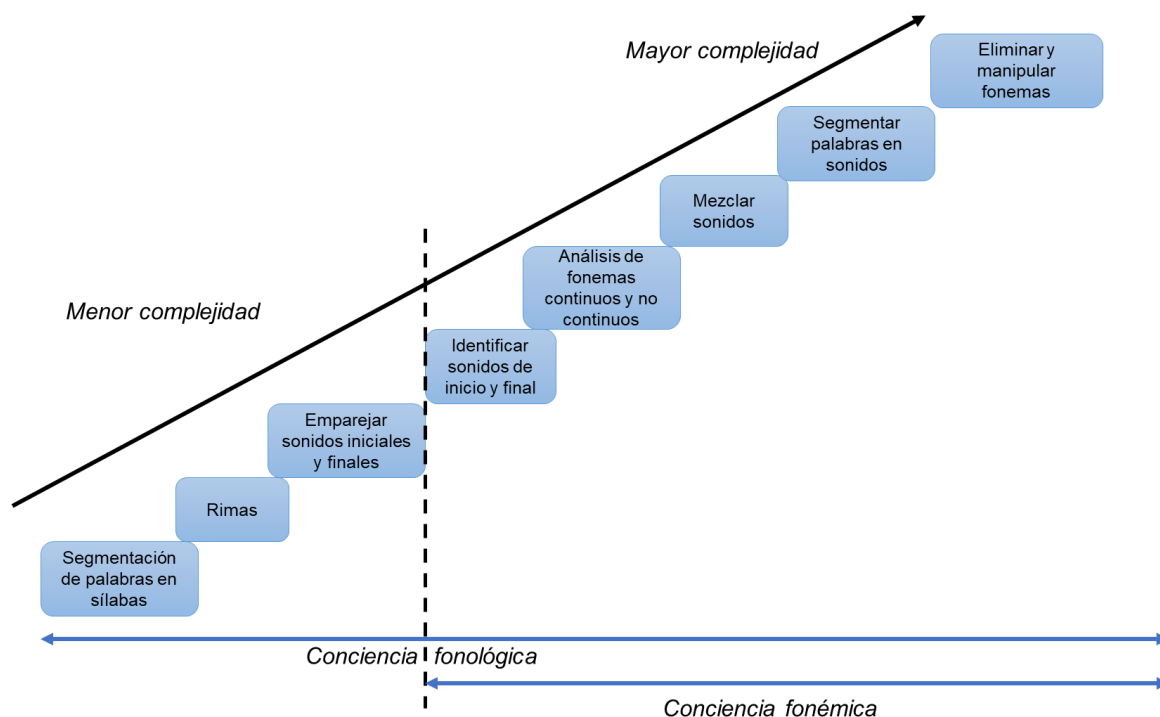 Mayor complejidad
Eliminar y
manipular
fonemas
Segmentar
palabras en
sonidos
Mezclar
sonidos
Análisis de
fonemas
continuos y no
continuos
Menor complejidad
Identificar
sonidos de
inicio y final
Emparejar
sonidos iniciales
y finales
Rimas
Segmentación
de palabras en
sílabas
Conciencia fonológica
Conciencia fonémica